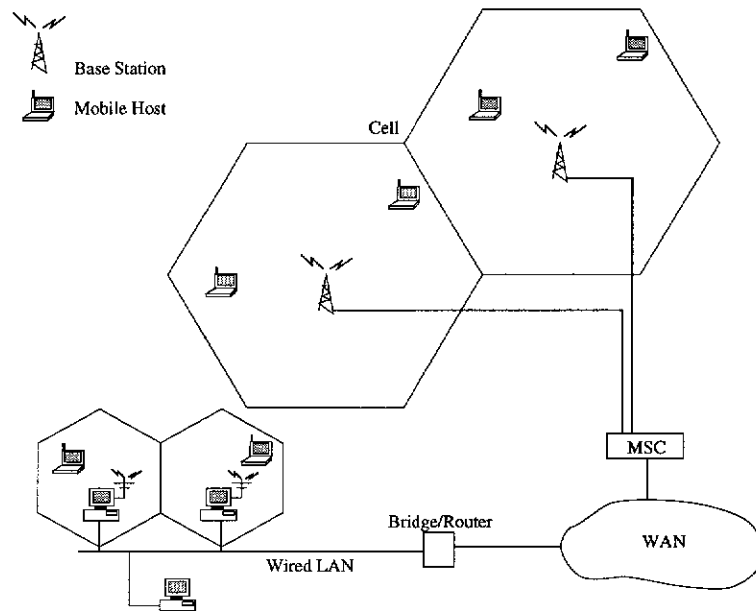 Base Station
Mobile Host
Cell
MSC
Bridge/Router
WAN
Wired LAN